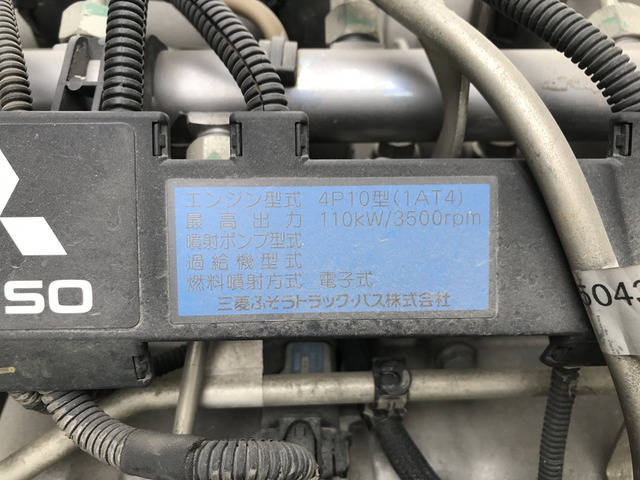 エンジン型式 4P10型(1AT4)
最高出力 110kW/3500rpm
噴射ポンプ型式
過給機型式
燃料噴射方式 電子式
三菱ふそうトラック・バス株式会社
50
5043